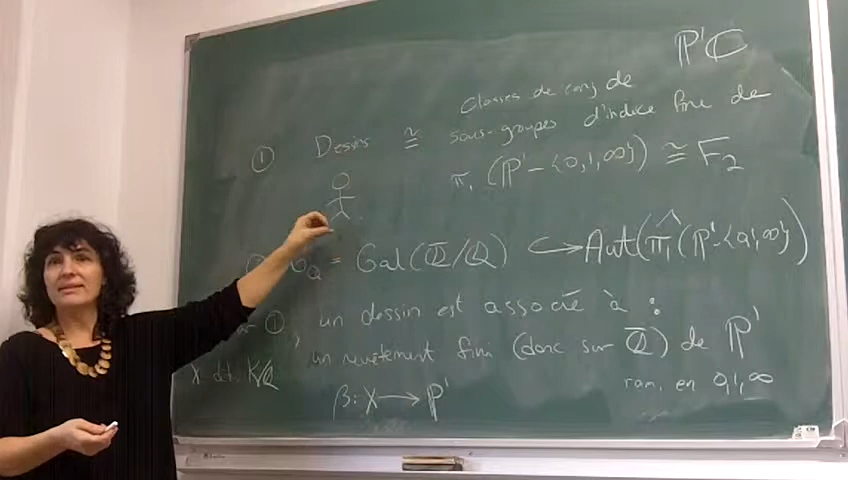 P¹ℂ
Classes de conj de
① Dessins ≅ sous-groupes d'indice fini de
π₁ (P¹-{0,1,∞}) ≅ F₂
= Gal(Q̅/Q) ↪ Aut(π̂₁(P¹-{0,1,∞}))
①, un dessin est associé à :
un revêtement fini (donc sur Q̅) de P¹
X déf. K/Q ram. en 0,1,∞
β: X → P¹